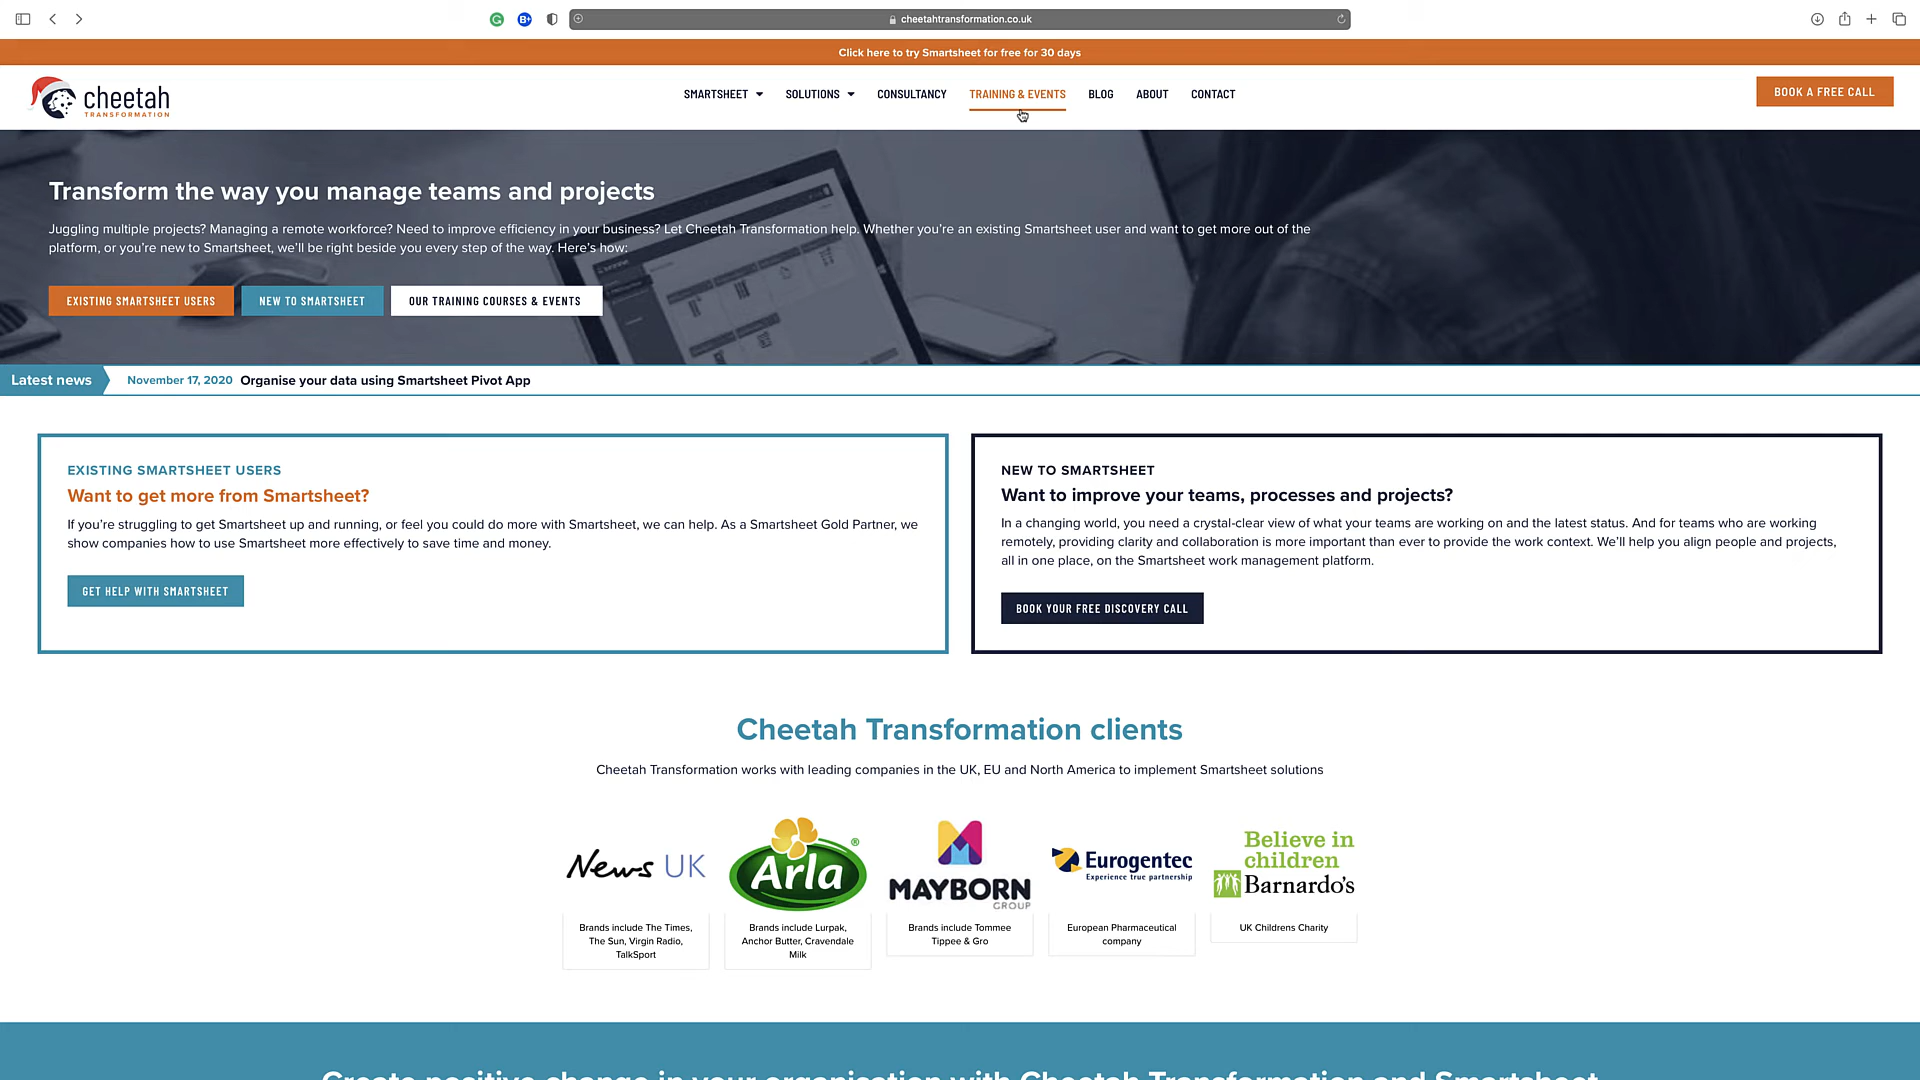 cheetahtransformation.co.uk
Click here to try Smartsheet for free for 30 days
cheetah
TRANSFORMATION
SMARTSHEET
SOLUTIONS
CONSULTANCY
TRAINING & EVENTS
BLOG
ABOUT
CONTACT
BOOK A FREE CALL
Transform the way you manage teams and projects
Juggling multiple projects? Managing a remote workforce? Need to improve efficiency in your business? Let Cheetah Transformation help. Whether you're an existing Smartsheet user and want to get more out of the
platform, or you're new to Smartsheet, we'll be right beside you every step of the way. Here's how:
EXISTING SMARTSHEET USERS
NEW TO SMARTSHEET
OUR TRAINING COURSES & EVENTS
Latest news
November 17, 2020 Organise your data using Smartsheet Pivot App
EXISTING SMARTSHEET USERS
Want to get more from Smartsheet?
If you're struggling to get Smartsheet up and running, or feel you could do more with Smartsheet, we can help. As a Smartsheet Gold Partner, we
show companies how to use Smartsheet more effectively to save time and money.
GET HELP WITH SMARTSHEET
NEW TO SMARTSHEET
Want to improve your teams, processes and projects?
In a changing world, you need a crystal-clear view of what your teams are working on and the latest status. And for teams who are working
remotely, providing clarity and collaboration is more important than ever to provide the work context. We'll help you align people and projects,
all in one place, on the Smartsheet work management platform.
BOOK YOUR FREE DISCOVERY CALL
Cheetah Transformation clients
Cheetah Transformation works with leading companies in the UK, EU and North America to implement Smartsheet solutions
News UK
Brands include The Times,
The Sun, Virgin Radio,
TalkSport
Arla ®
Brands include Lurpak,
Anchor Butter, Cravendale
Milk
MAYBORN
GROUP
Brands include Tommee
Tippee & Gro
Eurogentec
Experience true partnership
European Pharmaceutical
company
Believe in
children
Barnardo's
UK Childrens Charity
Create positive change in your organisation with Cheetah Transformation and Smartsheet